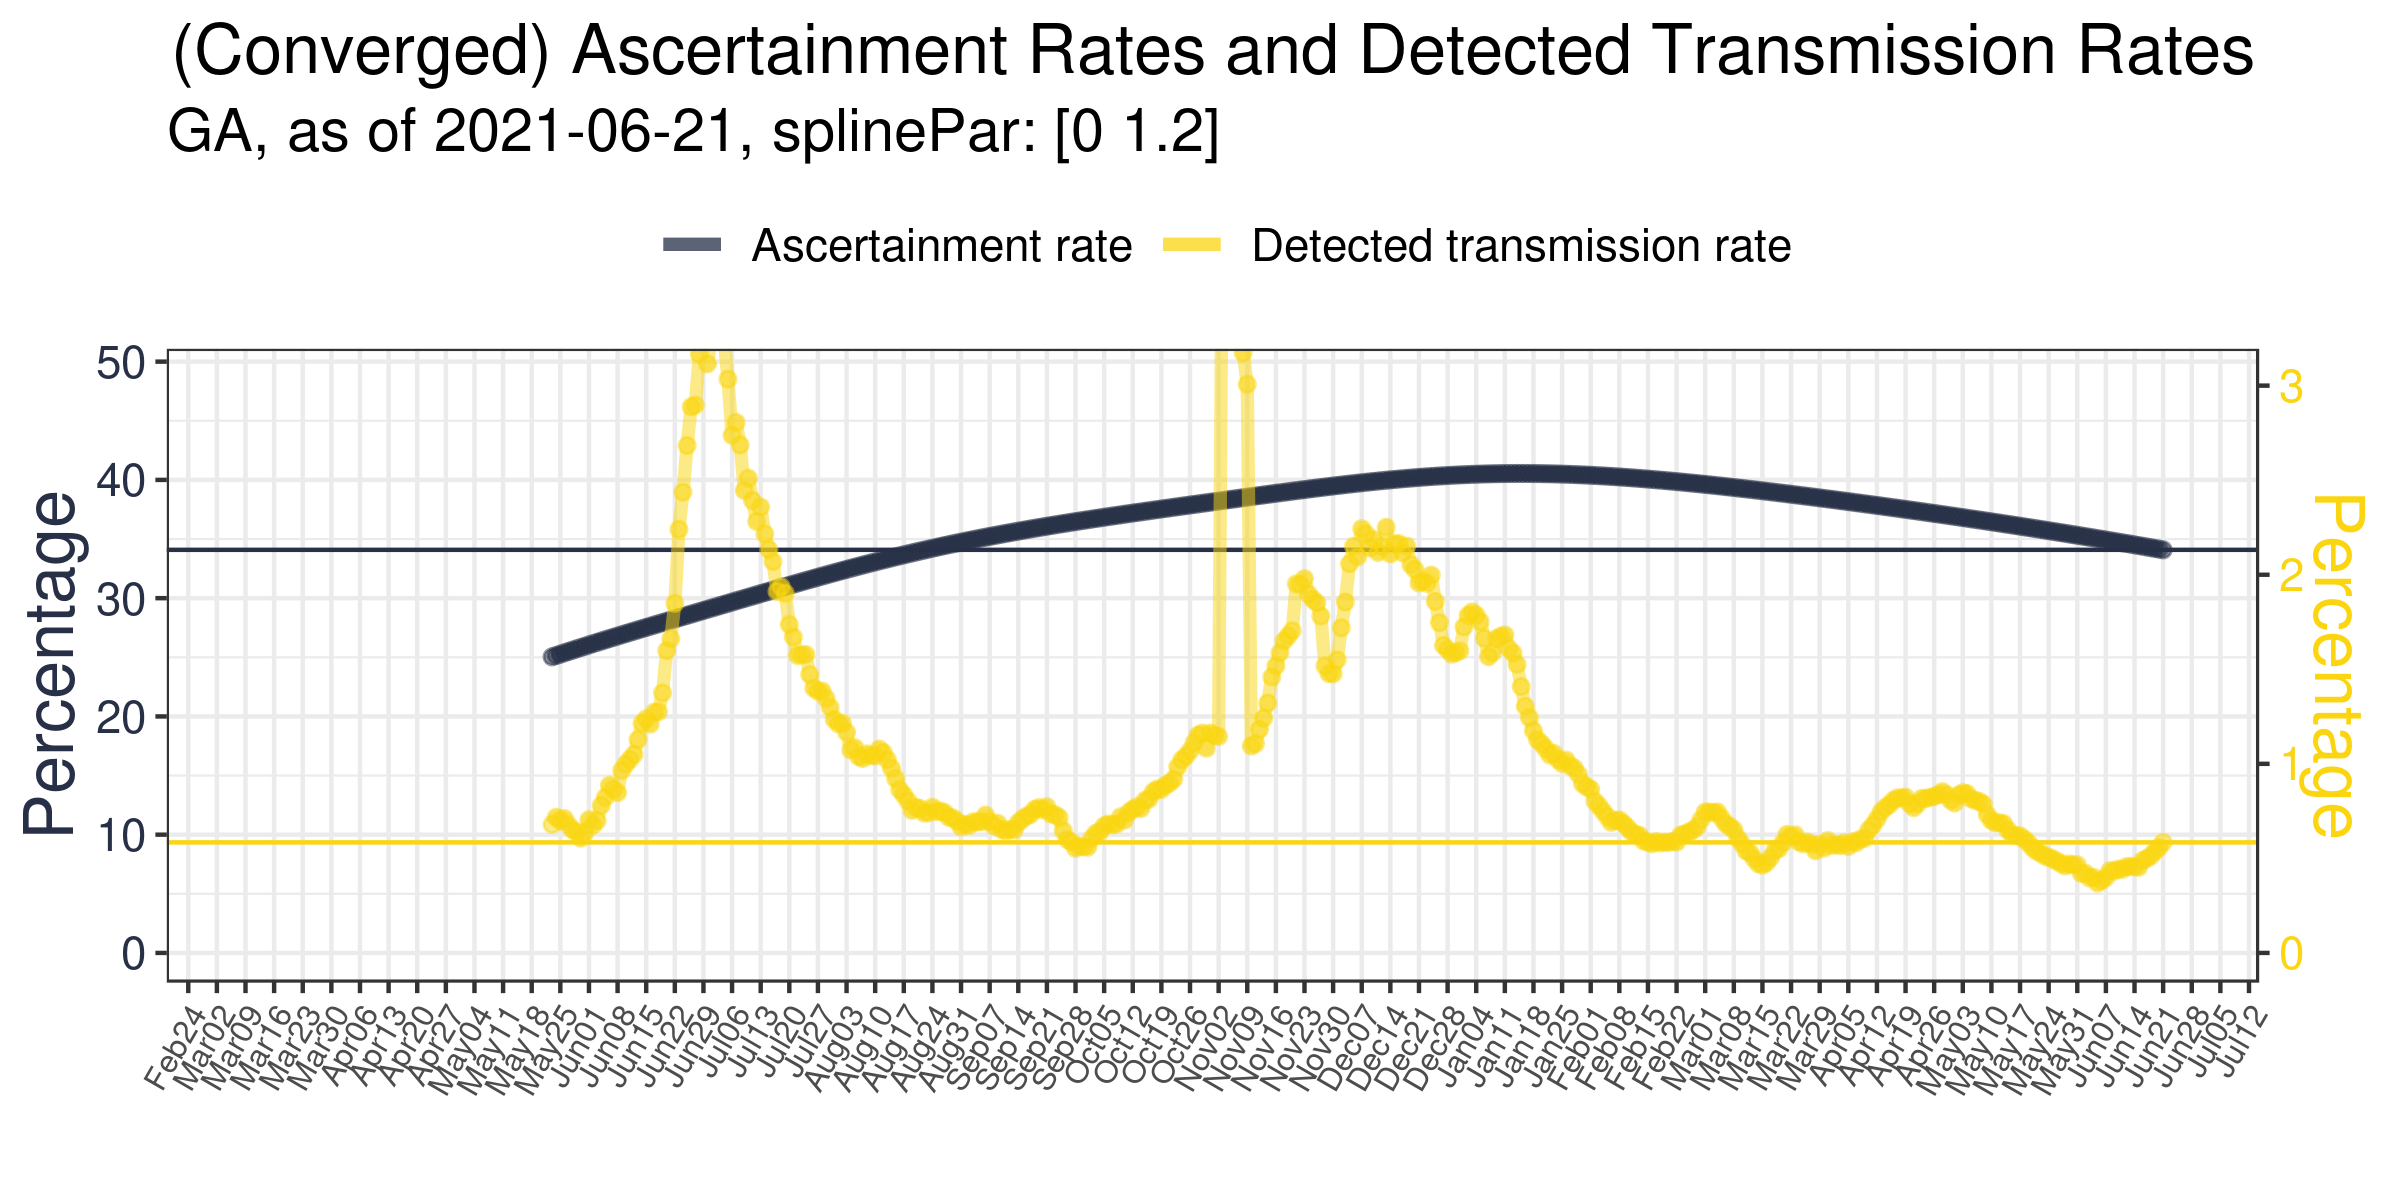 (Converged) Ascertainment Rates and Detected Transmission Rates
GA, as of 2021-06-21, splinePar: [0 1.2]
Ascertainment rate Detected transmission rate
Percentage
50
40
30
20
10
0
3
2
1
0
Percentage
Feb24 Mar02 Mar09 Mar16 Mar23 Mar30 Apr06 Apr13 Apr20 Apr27 May04 May11 May18 May25 Jun01 Jun08 Jun15 Jun22 Jun29 Jul06 Jul13 Jul20 Jul27 Aug03 Aug10 Aug17 Aug24 Aug31 Sep07 Sep14 Sep21 Sep28 Oct05 Oct12 Oct19 Oct26 Nov02 Nov09 Nov16 Nov23 Nov30 Dec07 Dec14 Dec21 Dec28 Jan04 Jan11 Jan18 Jan25 Feb01 Feb08 Feb15 Feb22 Mar01 Mar08 Mar15 Mar22 Mar29 Apr05 Apr12 Apr19 Apr26 May03 May10 May17 May24 May31 Jun07 Jun14 Jun21 Jun28 Jul05 Jul12